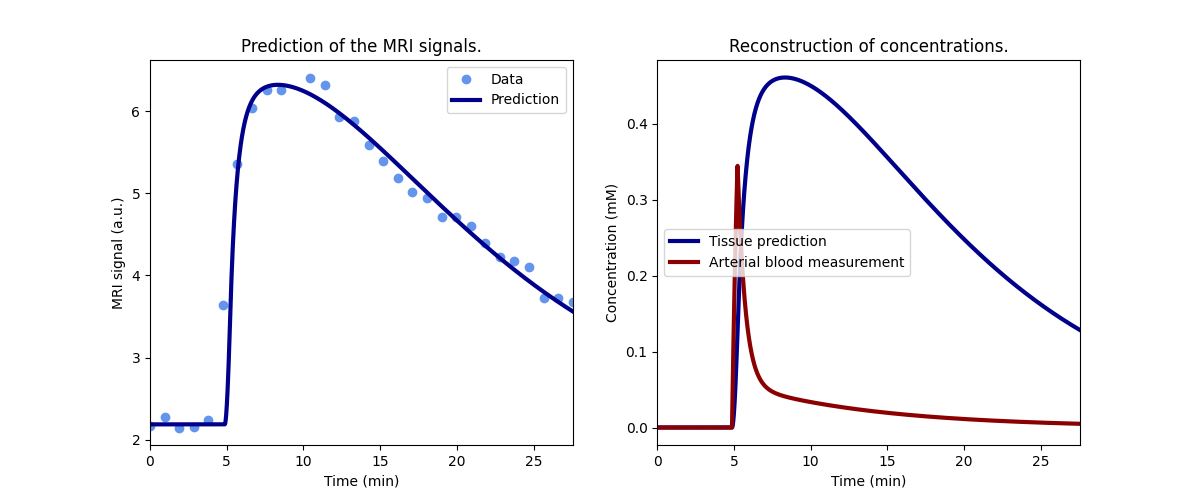 Prediction of the MRI signals.
MRI signal (a.u.)
6
5
4
3
2
Data
Prediction
0 5 10 15 20 25
Time (min)
Reconstruction of concentrations.
Concentration (mM)
0.4
0.3
0.2
0.1
0.0
Tissue prediction
Arterial blood measurement
0 5 10 15 20 25
Time (min)